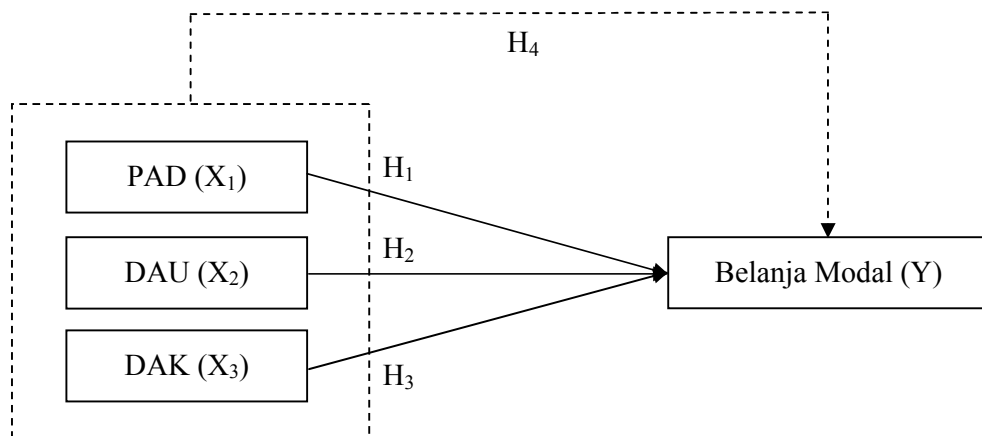 H₄
PAD (X₁)
H₁
DAU (X₂)
H₂
Belanja Modal (Y)
DAK (X₃)
H₃